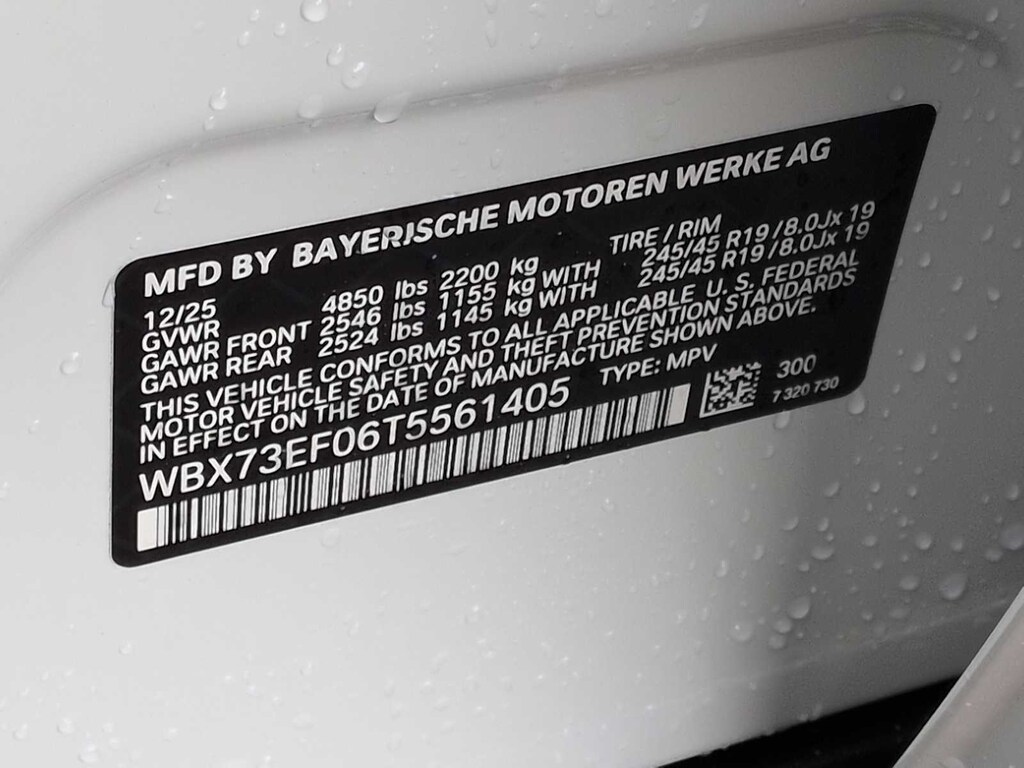 MFD BY BAYERISCHE MOTOREN WERKE AG
12/25 TIRE / RIM
GVWR 4850 lbs 2200 kg
GAWR FRONT 2546 lbs 1155 kg WITH 245/45 R19 / 8.0Jx 19
GAWR REAR 2524 lbs 1145 kg WITH 245/45 R19 / 8.0Jx 19
THIS VEHICLE CONFORMS TO ALL APPLICABLE U. S. FEDERAL
MOTOR VEHICLE SAFETY AND THEFT PREVENTION STANDARDS
IN EFFECT ON THE DATE OF MANUFACTURE SHOWN ABOVE.
WBX73EF06T5561405 TYPE: MPV
300
7 320 730